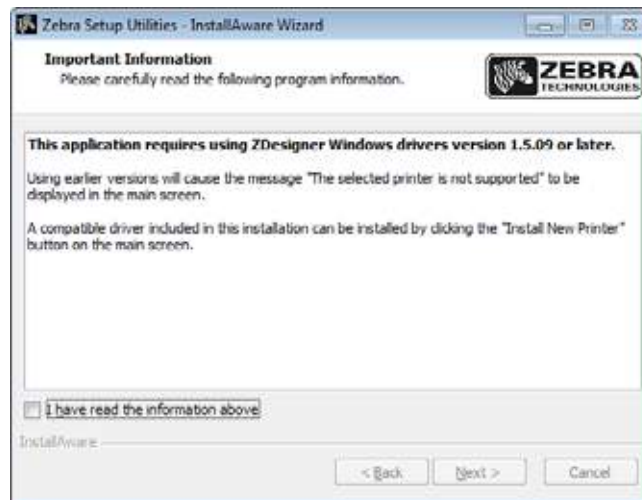 Zebra Setup Utilities - InstallAware Wizard
Important Information
Please carefully read the following program information.
ZEBRA
TECHNOLOGIES
This application requires using ZDesigner Windows drivers version 1.5.09 or later.
Using earlier versions will cause the message "The selected printer is not supported" to be
displayed in the main screen.
A compatible driver included in this installation can be installed by clicking the "Install New Printer"
button on the main screen.
I have read the information above
InstallAware
< Back
Next >
Cancel